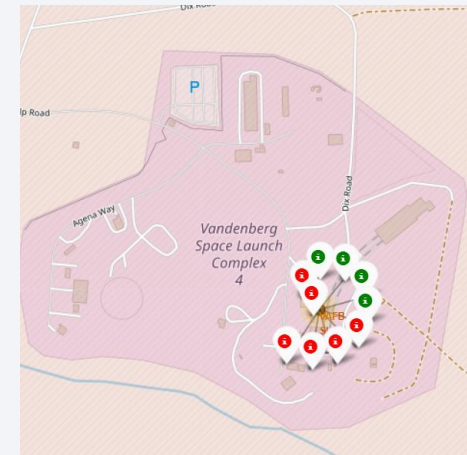 Dix Road
P
lp Road
Dix Road
Agena Way
Vandenberg
Space Launch
Complex
4